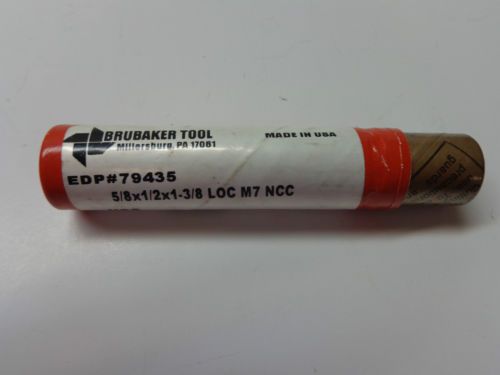 BRUBAKER TOOL
Millersburg, PA 17061
MADE IN USA
EDP#79435
5/8x1/2x1-3/8 LOC M7 NCC